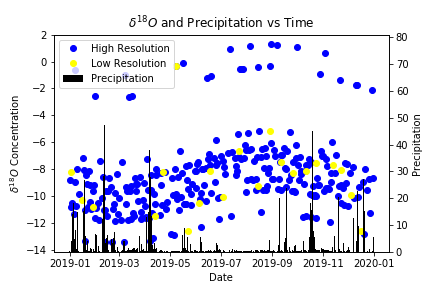 δ¹⁸O and Precipitation vs Time
High Resolution
Low Resolution
Precipitation
2
0
−2
−4
−6
−8
−10
−12
−14
δ¹⁸O Concentration
80
70
60
50
40
30
20
10
0
Precipitation
2019-01 2019-03 2019-05 2019-07 2019-09 2019-11 2020-01
Date